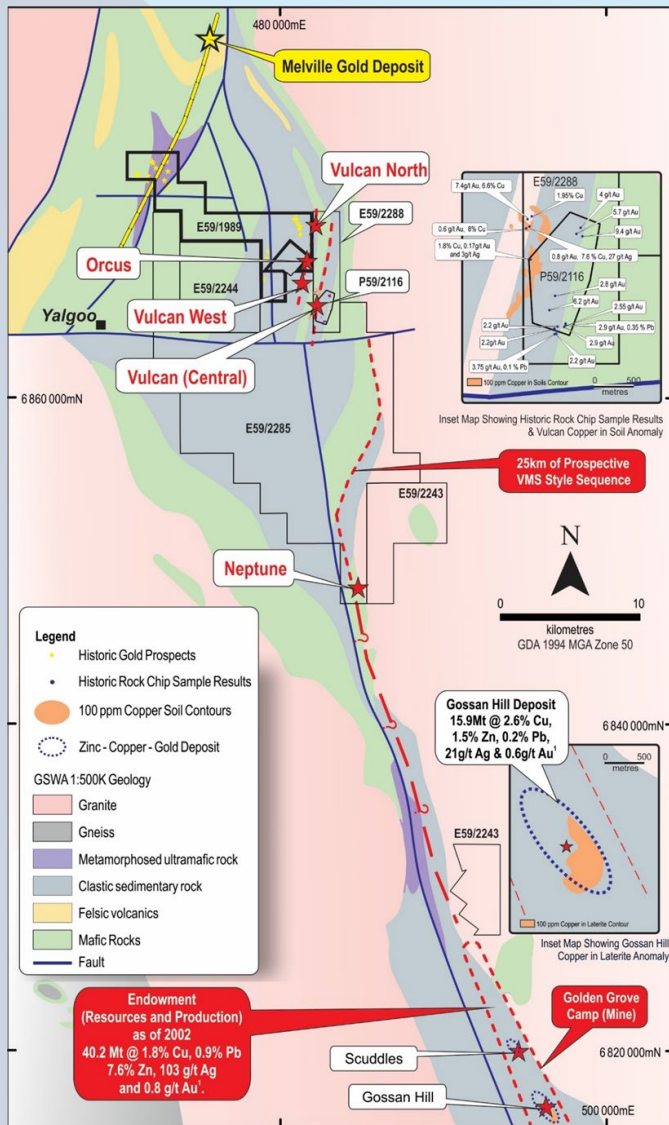 480 000mE
Melville Gold Deposit
Vulcan North
E59/1989
E59/2288
Orcus
E59/2244
P59/2116
Vulcan West
Yalgoo
Vulcan (Central)
E59/2288
7.4g/t Au, 6.6% Cu
1.95% Cu
4 g/t Au
5.7 g/t Au
0.6 g/t Au, 8% Cu
9.4 g/t Au
1.8% Cu, 0.17g/t Au
and 3g/t Ag
0.8 g/t Au, 7.6 % Cu, 27 g/t Ag
P59/2116
2.8 g/t Au
6.2 g/t Au
2.55 g/t Au
2.2 g/t Au
2.9 g/t Au, 0.35 % Pb
2.2g/t Au
2.9 g/t Au
2.2 g/t Au
3.75 g/t Au, 0.1 % Pb
100 ppm Copper in Soils Contour
0 500
metres
Inset Map Showing Historic Rock Chip Sample Results
& Vulcan Copper in Soil Anomaly
6 860 000mN
E59/2285
25km of Prospective
VMS Style Sequence
E59/2243
N
Neptune
0 10
kilometres
GDA 1994 MGA Zone 50
Legend
Historic Gold Prospects
Historic Rock Chip Sample Results
100 ppm Copper Soil Contours
Zinc - Copper - Gold Deposit
GSWA 1:500K Geology
Granite
Gneiss
Metamorphosed ultramafic rock
Clastic sedimentary rock
Felsic volcanics
Mafic Rocks
Fault
?
?
?
Gossan Hill Deposit
15.9Mt @ 2.6% Cu,
1.5% Zn, 0.2% Pb,
21g/t Ag & 0.6g/t Au¹
6 840 000mN
0 500
metres
E59/2243
100 ppm Copper in Laterite Contour
Inset Map Showing Gossan Hill
Copper in Laterite Anomaly
Endowment
(Resources and Production)
as of 2002
40.2 Mt @ 1.8% Cu, 0.9% Pb
7.6% Zn, 103 g/t Ag
and 0.8 g/t Au¹.
Golden Grove
Camp (Mine)
Scuddles
6 820 000mN
Gossan Hill
500 000mE